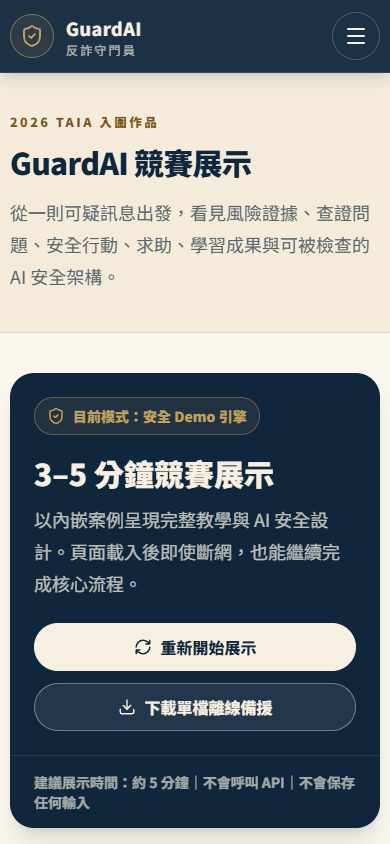 GuardAI
反詐守門員
2026 TAIA 入圍作品
GuardAI 競賽展示
從一則可疑訊息出發，看見風險證據、查證問
題、安全行動、求助、學習成果與可被檢查的
AI 安全架構。
目前模式：安全 Demo 引擎
3–5 分鐘競賽展示
以內嵌案例呈現完整教學與 AI 安全設
計。頁面載入後即使斷網，也能繼續完
成核心流程。
重新開始展示
下載單檔離線備援
建議展示時間：約 5 分鐘｜不會呼叫 API｜不會保存
任何輸入